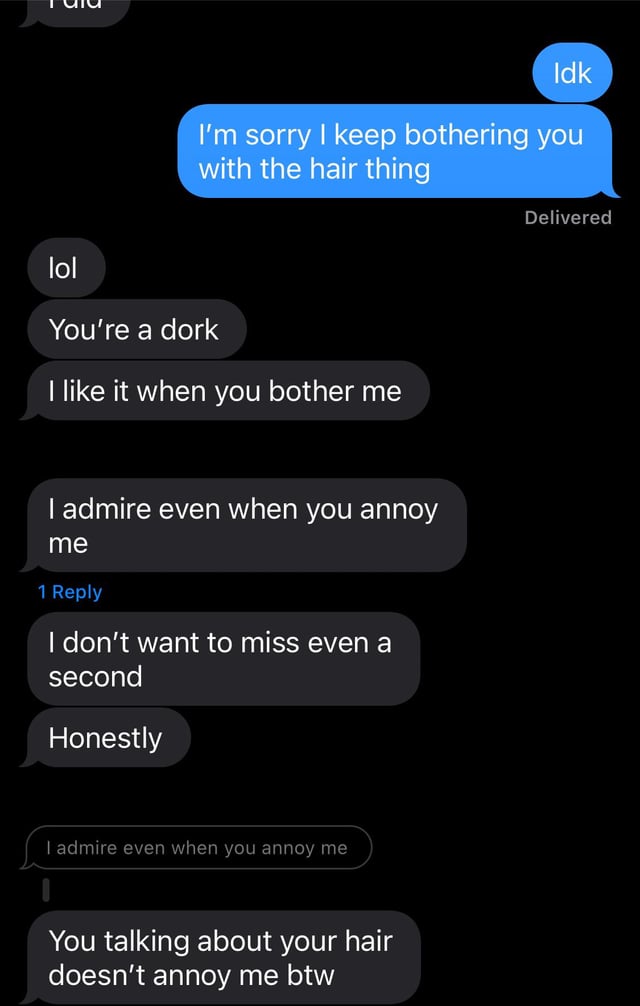 Idk
I'm sorry I keep bothering you
with the hair thing
Delivered
lol
You're a dork
I like it when you bother me
I admire even when you annoy
me
1 Reply
I don't want to miss even a
second
Honestly
I admire even when you annoy me
You talking about your hair
doesn't annoy me btw